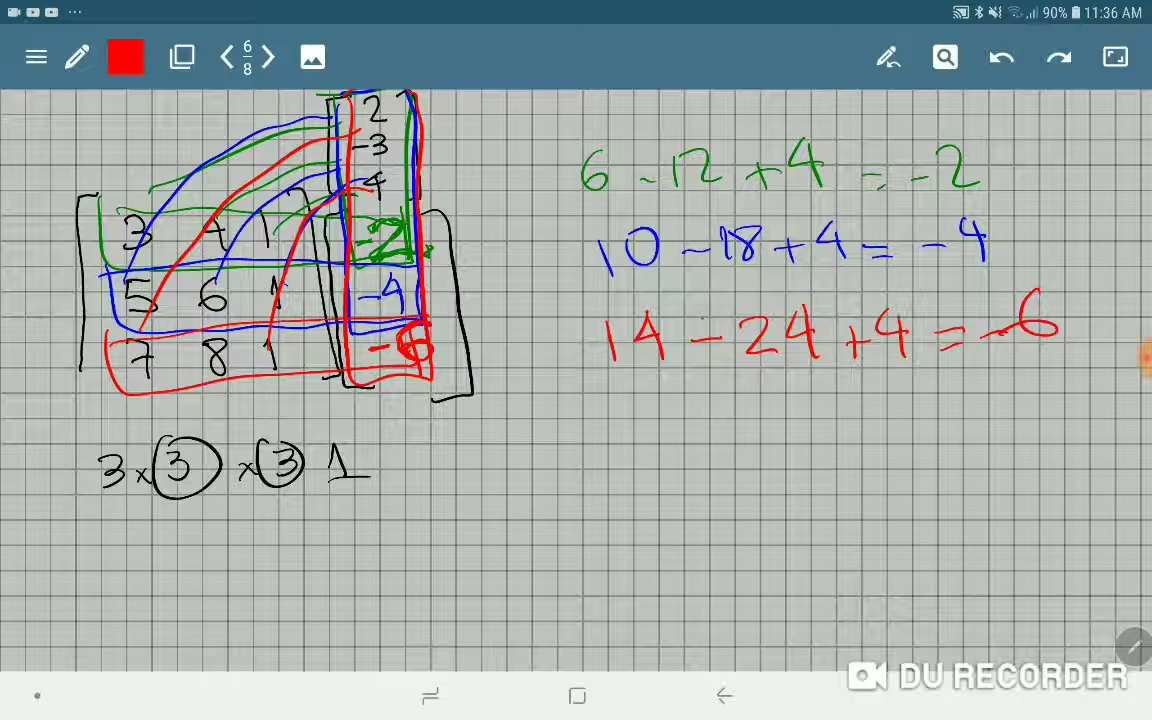 90% 11:36 AM
6
8
2
-3
4
6 - 12 + 4 = -2
3 4 1 -2
10 - 18 + 4 = -4
5 6 1 -4
14 - 24 + 4 = -6
7 8 1 -6
3 × 3 × 3 1
DU RECORDER